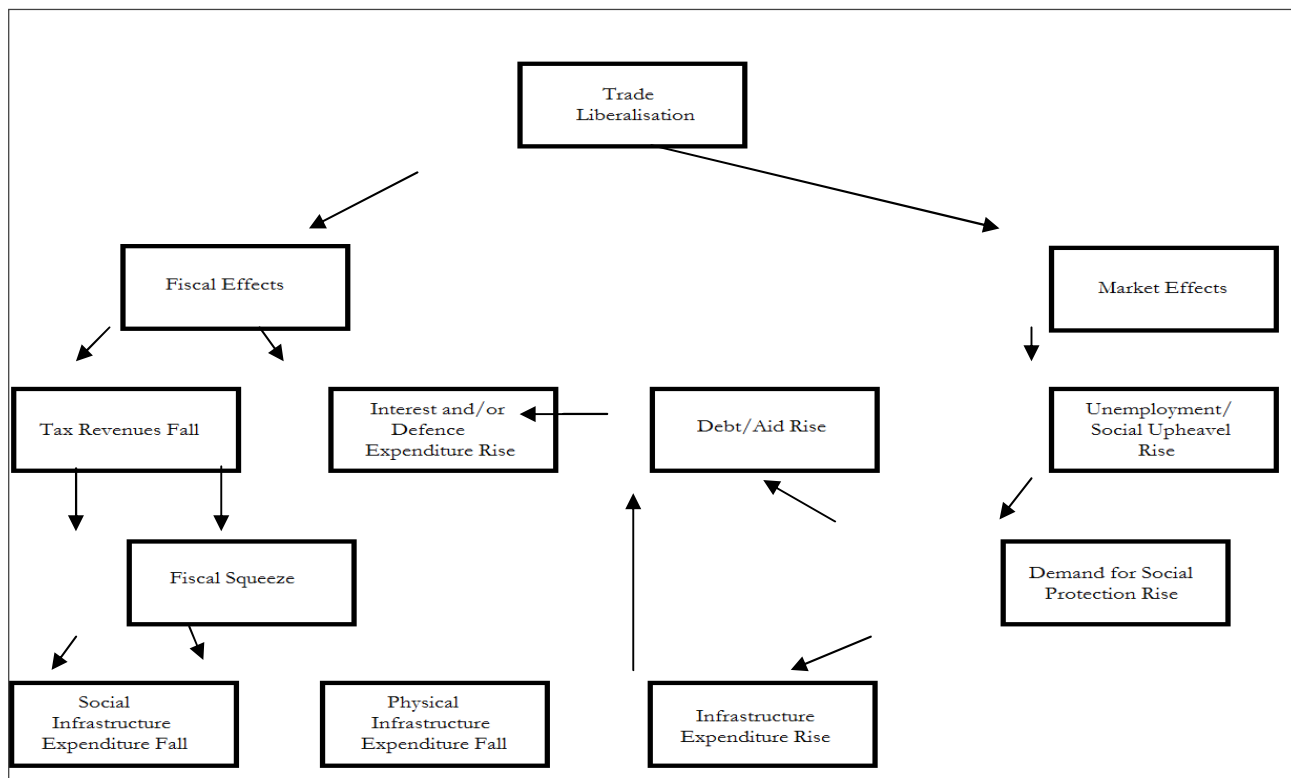 Trade
Liberalisation
Fiscal Effects
Market Effects
Tax Revenues Fall
Interest and/or
Defence
Expenditure Rise
Debt/Aid Rise
Unemployment/
Social Upheavel
Rise
Fiscal Squeeze
Demand for Social
Protection Rise
Social
Infrastructure
Expenditure Fall
Physical
Infrastructure
Expenditure Fall
Infrastructure
Expenditure Rise